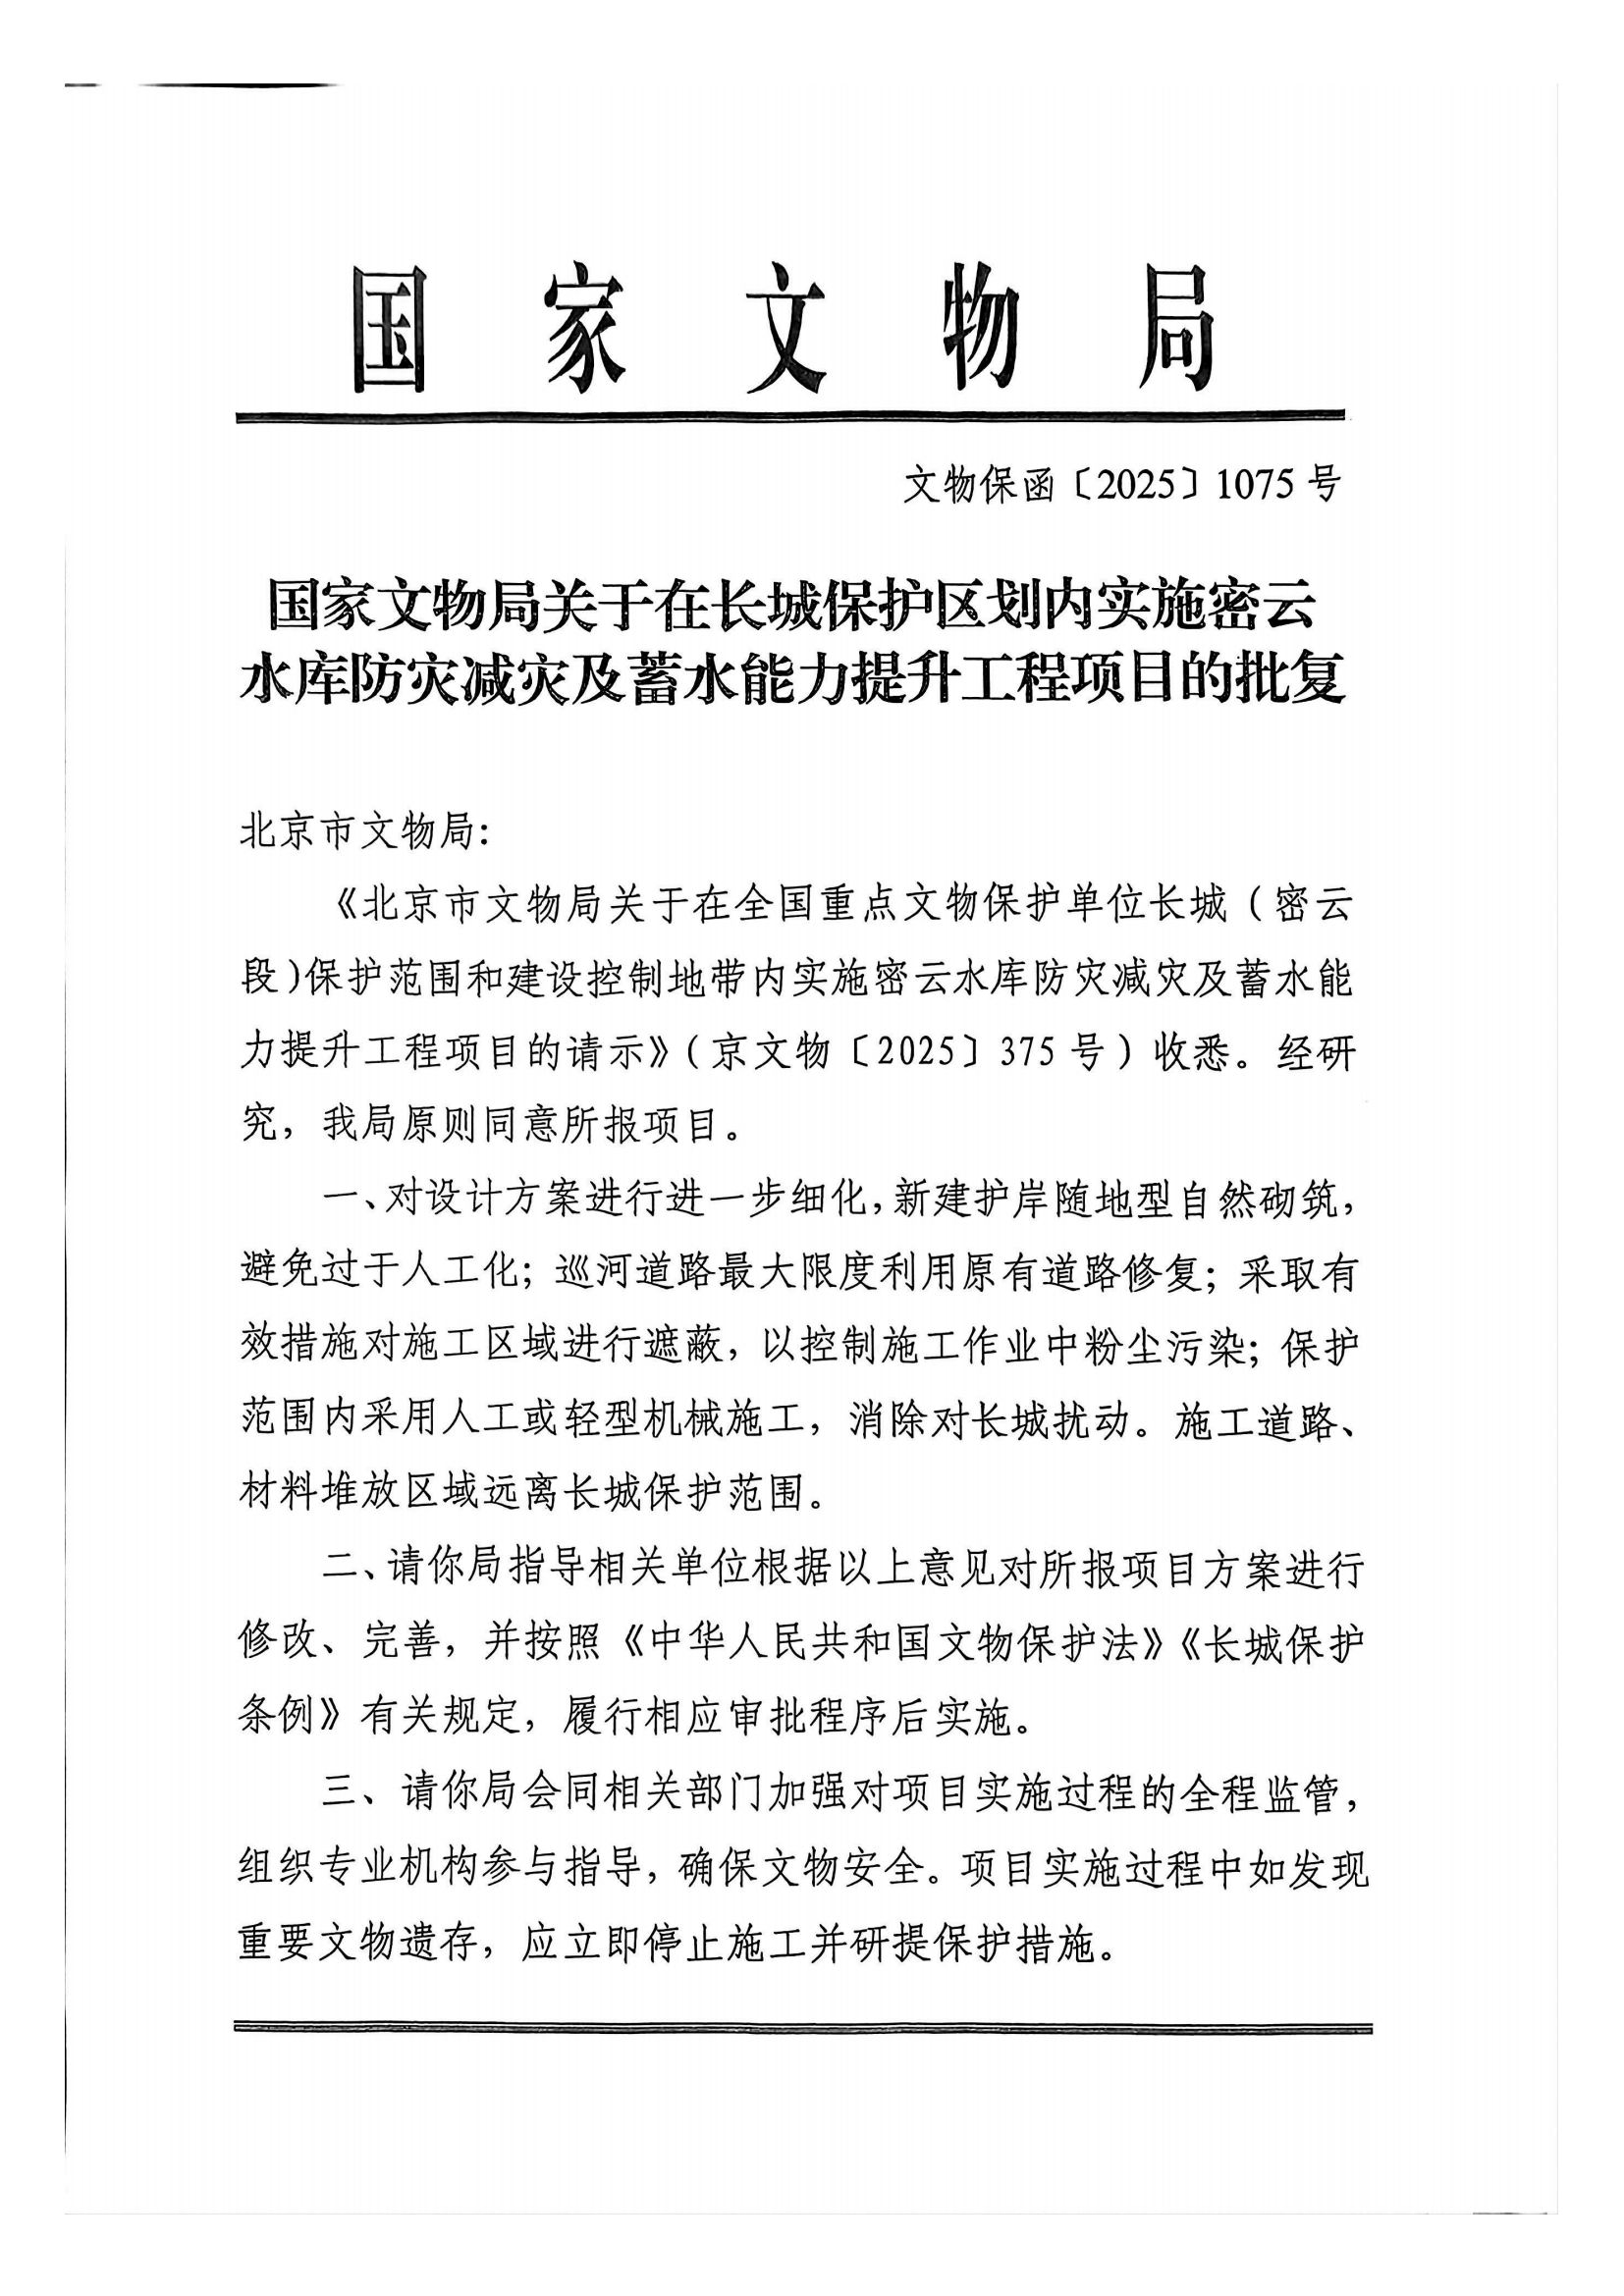 国家文物局
文物保函〔2025〕1075号
国家文物局关于在长城保护区划内实施密云
水库防灾减灾及蓄水能力提升工程项目的批复
北京市文物局：
《北京市文物局关于在全国重点文物保护单位长城（密云
段）保护范围和建设控制地带内实施密云水库防灾减灾及蓄水能
力提升工程项目的请示》（京文物〔2025〕375号）收悉。经研
究，我局原则同意所报项目。
一、对设计方案进行进一步细化，新建护岸随地型自然砌筑，
避免过于人工化；巡河道路最大限度利用原有道路修复；采取有
效措施对施工区域进行遮蔽，以控制施工作业中粉尘污染；保护
范围内采用人工或轻型机械施工，消除对长城扰动。施工道路、
材料堆放区域远离长城保护范围。
二、请你局指导相关单位根据以上意见对所报项目方案进行
修改、完善，并按照《中华人民共和国文物保护法》《长城保护
条例》有关规定，履行相应审批程序后实施。
三、请你局会同相关部门加强对项目实施过程的全程监管，
组织专业机构参与指导，确保文物安全。项目实施过程中如发现
重要文物遗存，应立即停止施工并研提保护措施。